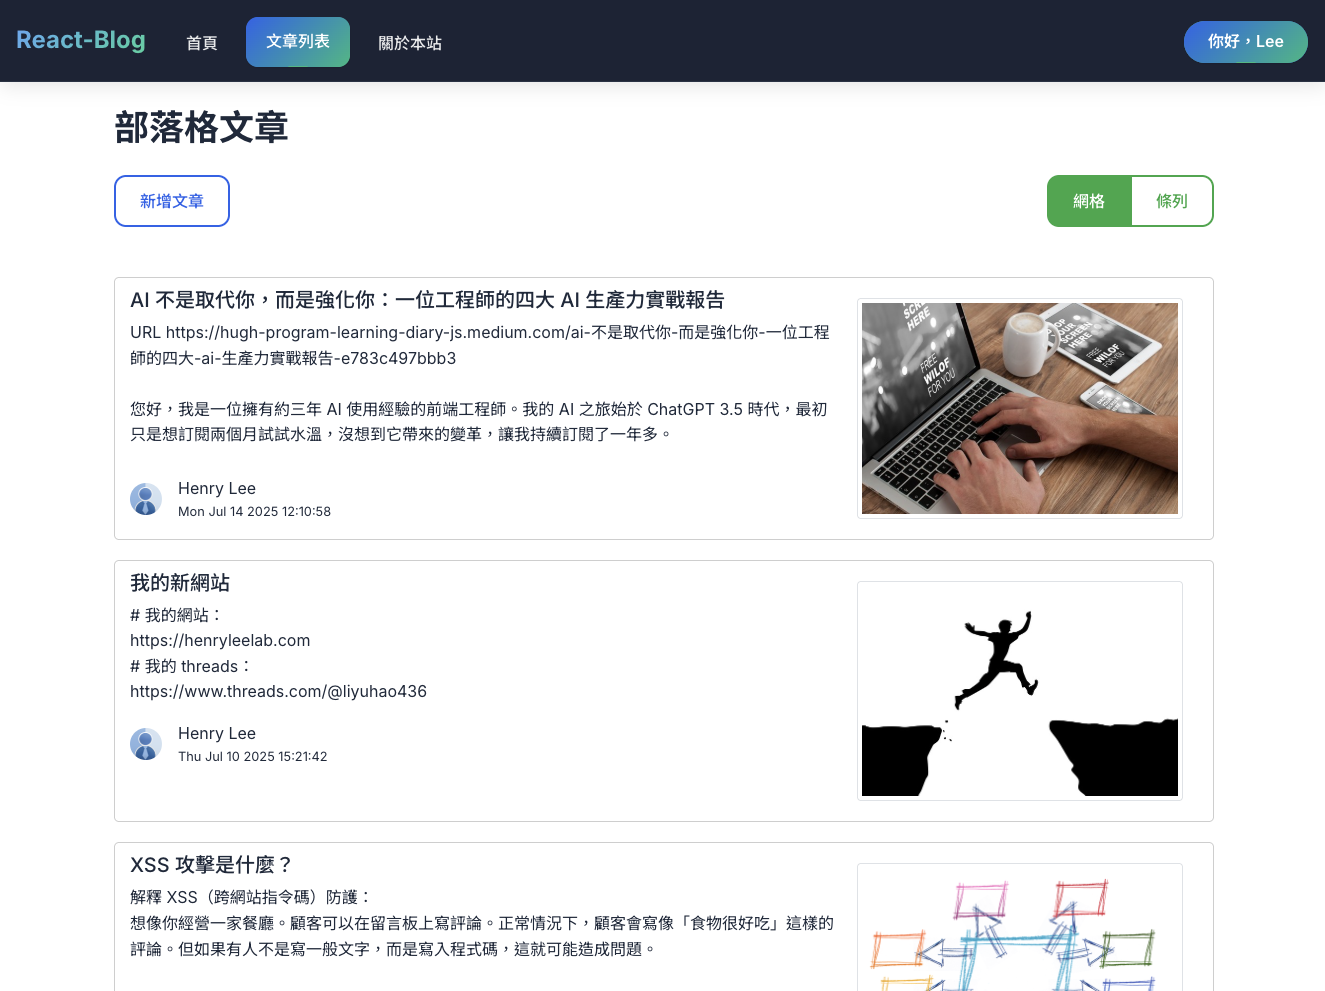 React-Blog
首頁
文章列表
關於本站
你好，Lee
部落格文章
新增文章
網格
條列
AI 不是取代你，而是強化你：一位工程師的四大 AI 生產力實戰報告
URL https://hugh-program-learning-diary-js.medium.com/ai-不是取代你-而是強化你-一位工程
師的四大-ai-生產力實戰報告-e783c497bbb3
您好，我是一位擁有約三年 AI 使用經驗的前端工程師。我的 AI 之旅始於 ChatGPT 3.5 時代，最初
只是想訂閱兩個月試試水溫，沒想到它帶來的變革，讓我持續訂閱了一年多。
Henry Lee
Mon Jul 14 2025 12:10:58
SCREEN
HERE
FREE
WILOF
FOR YOU
YOUR
SCREEN
HERE
FREE
WILOF
FOR YOU
我的新網站
# 我的網站：
https://henryleelab.com
# 我的 threads：
https://www.threads.com/@liyuhao436
Henry Lee
Thu Jul 10 2025 15:21:42
XSS 攻擊是什麼？
解釋 XSS（跨網站指令碼）防護：
想像你經營一家餐廳。顧客可以在留言板上寫評論。正常情況下，顧客會寫像「食物很好吃」這樣的
評論。但如果有人不是寫一般文字，而是寫入程式碼，這就可能造成問題。